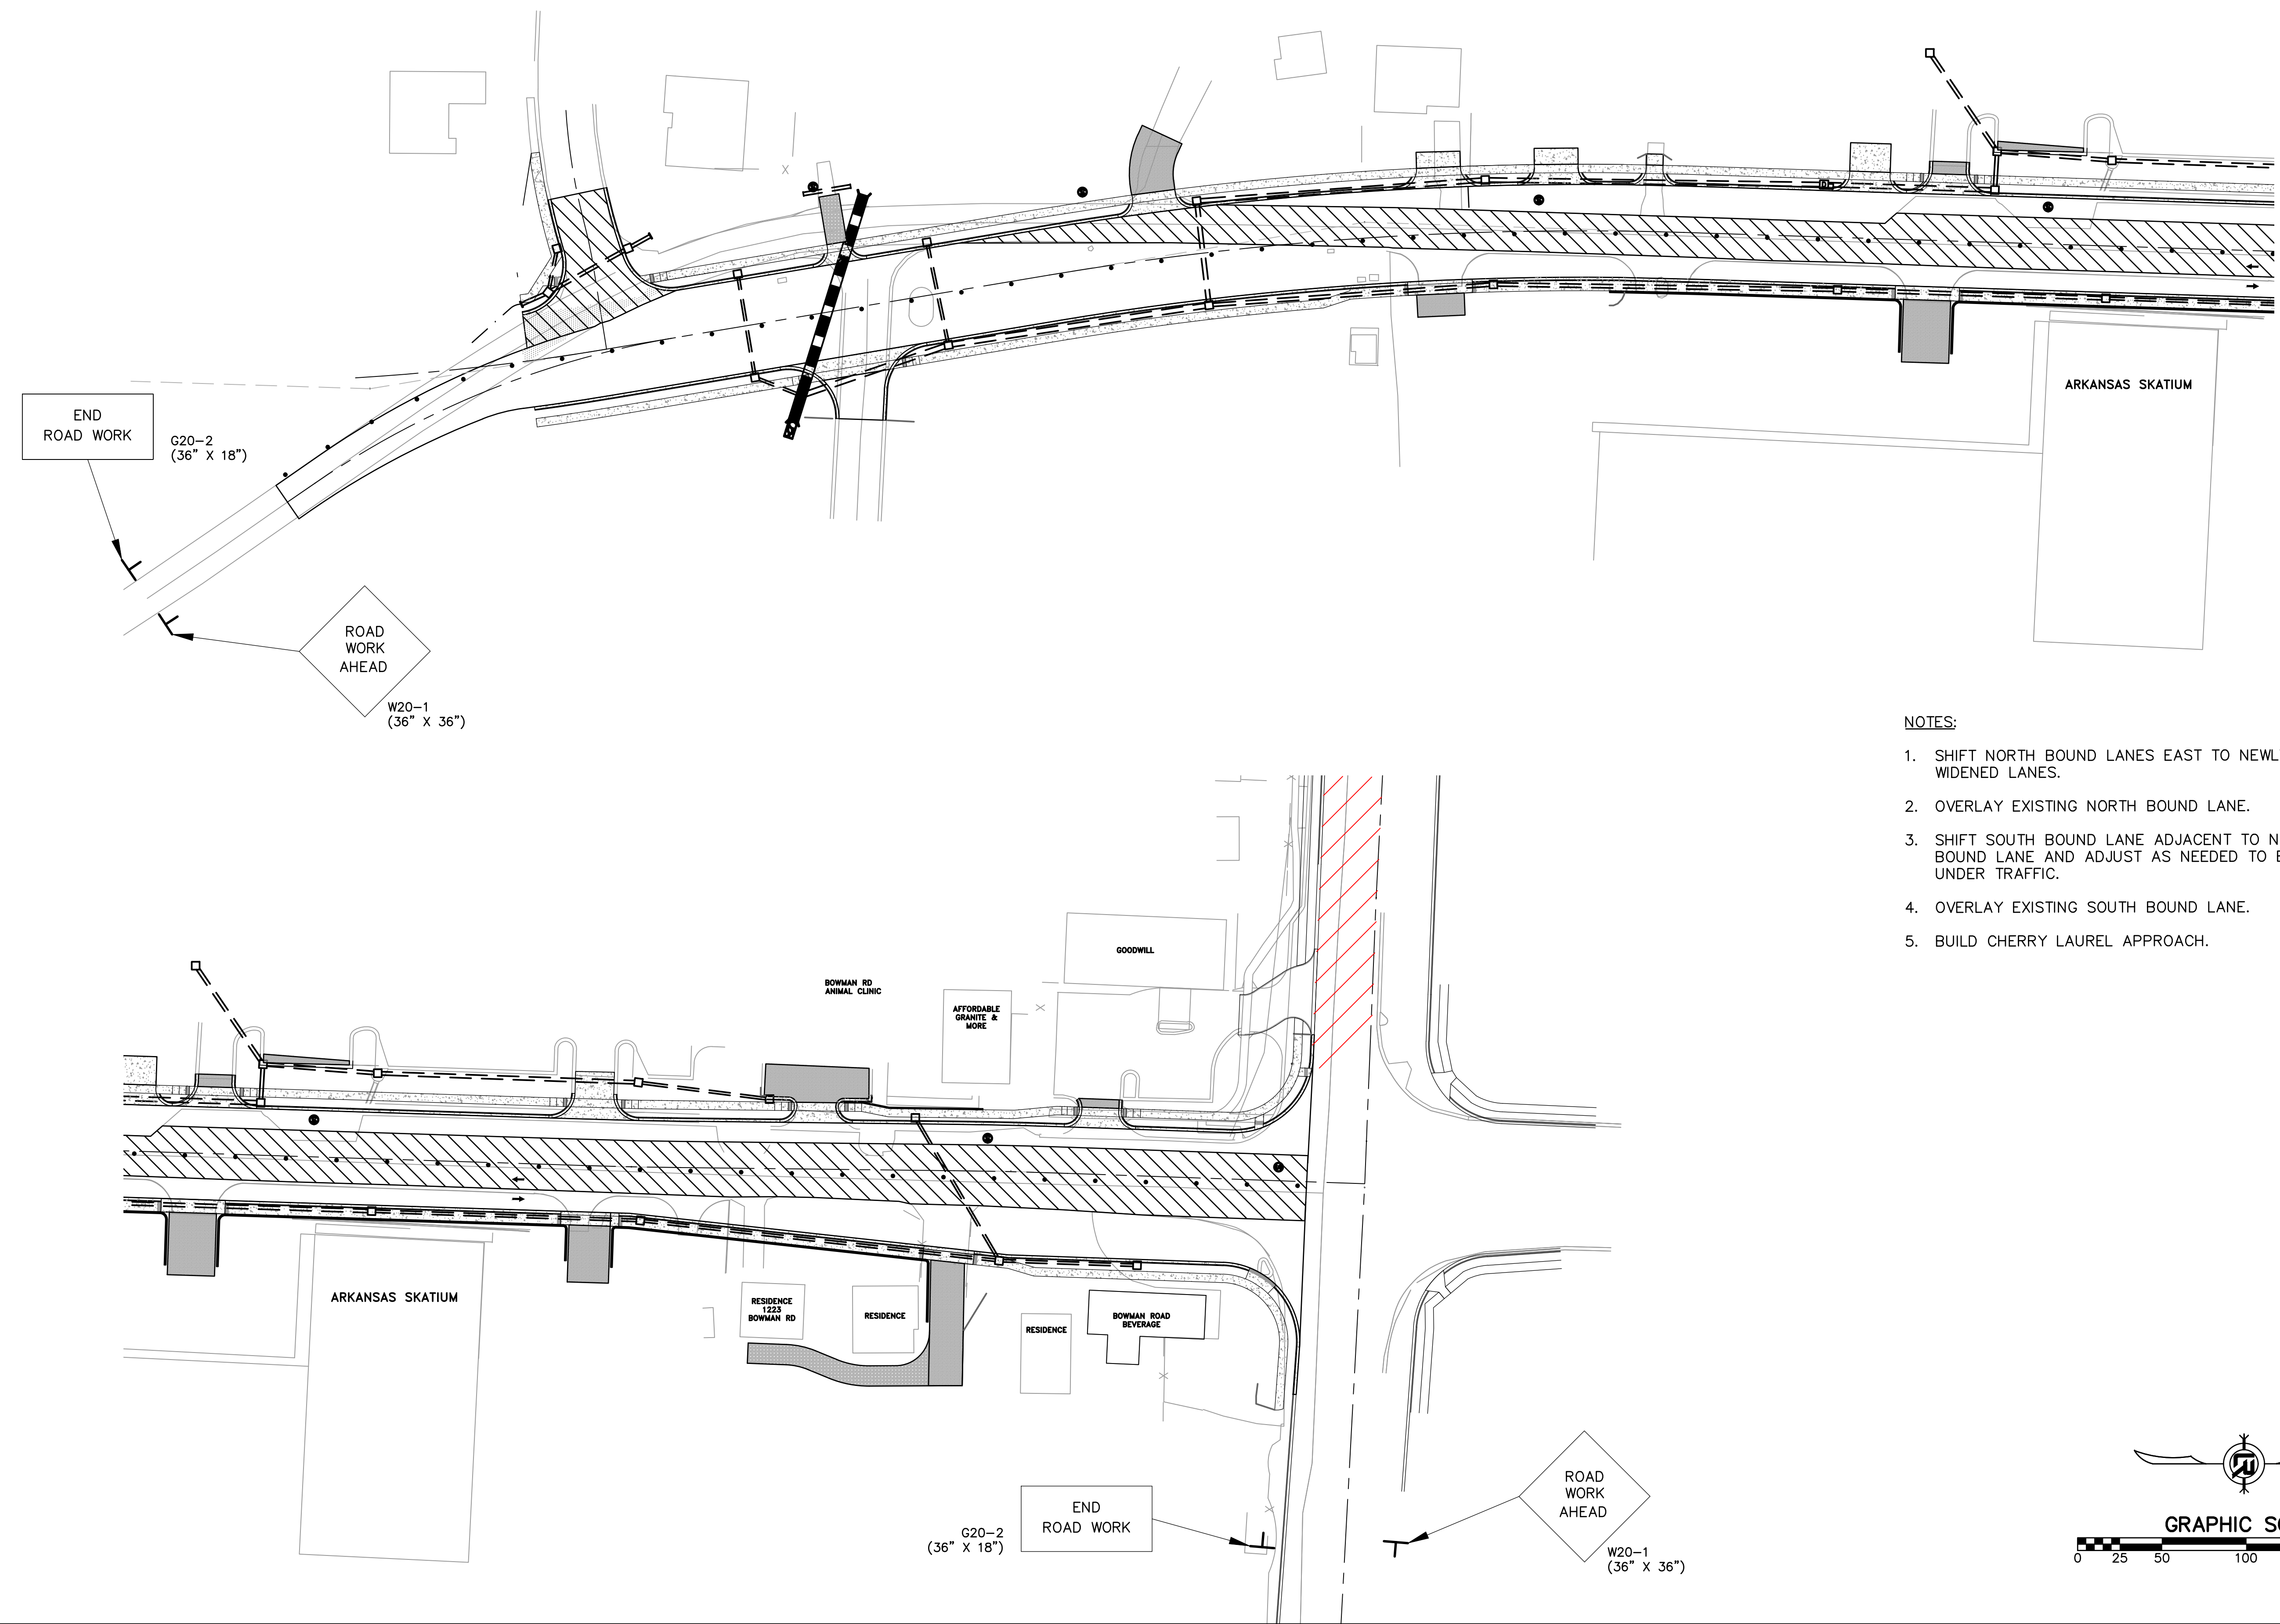 END
ROAD WORK
G20-2
(36" X 18")
ROAD
WORK
AHEAD
W20-1
(36" X 36")
ARKANSAS SKATIUM
NOTES:
1. SHIFT NORTH BOUND LANES EAST TO NEWL
WIDENED LANES.
2. OVERLAY EXISTING NORTH BOUND LANE.
3. SHIFT SOUTH BOUND LANE ADJACENT TO N
BOUND LANE AND ADJUST AS NEEDED TO
UNDER TRAFFIC.
4. OVERLAY EXISTING SOUTH BOUND LANE.
5. BUILD CHERRY LAUREL APPROACH.
GOODWILL
BOWMAN RD
ANIMAL CLINIC
AFFORDABLE
GRANITE &
MORE
ARKANSAS SKATIUM
RESIDENCE
1223
BOWMAN RD
RESIDENCE
RESIDENCE
BOWMAN ROAD
BEVERAGE
END
ROAD WORK
G20-2
(36" X 18")
ROAD
WORK
AHEAD
W20-1
(36" X 36")
GRAPHIC
0 25 50 100